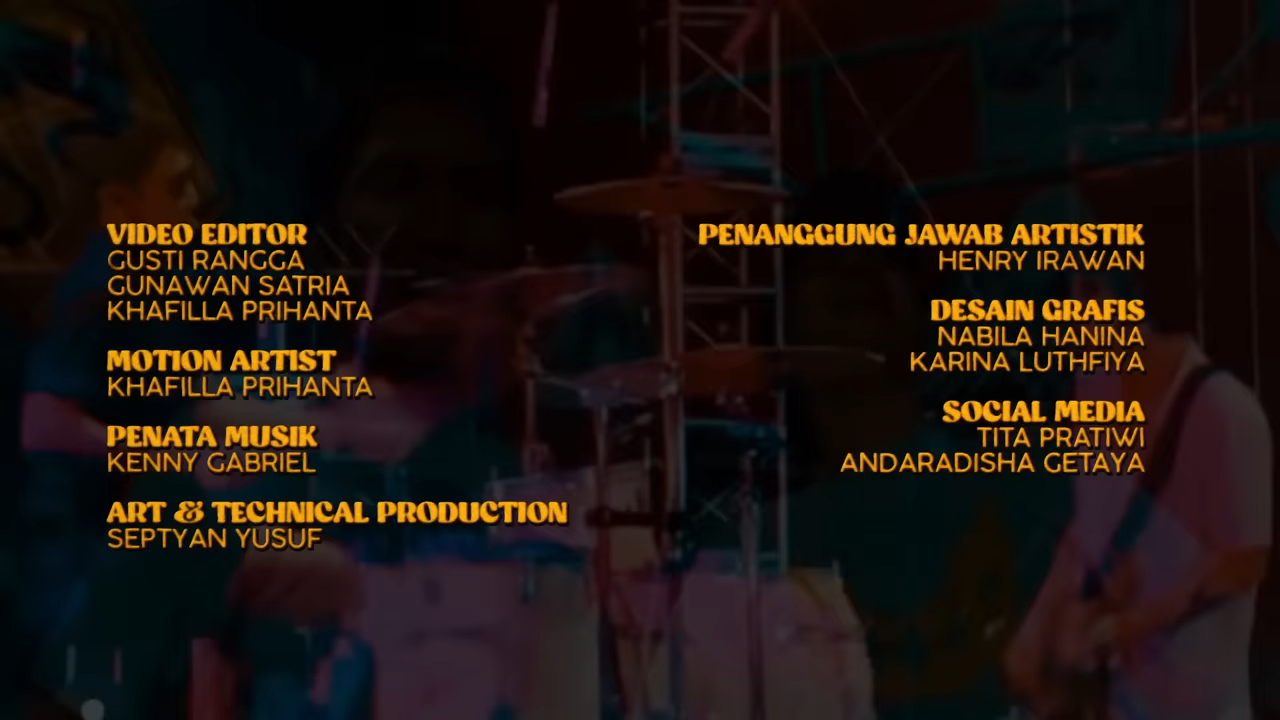 VIDEO EDITOR
GUSTI RANGGA
GUNAWAN SATRIA
KHAFILLA PRIHANTA
MOTION ARTIST
KHAFILLA PRIHANTA
PENATA MUSIK
KENNY GABRIEL
ART & TECHNICAL PRODUCTION
SEPTYAN YUSUF
PENANGGUNG JAWAB ARTISTIK
HENRY IRAWAN
DESAIN GRAFIS
NABILA HANINA
KARINA LUTHFIYA
SOCIAL MEDIA
TITA PRATIWI
ANDARADISHA GETAYA